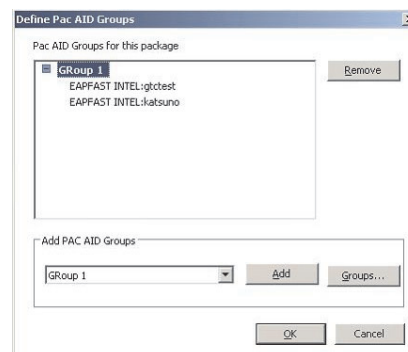 Define Pac AID Groups
Pac AID Groups for this package
GRoup 1
Remove
EAPFAST INTEL:gtctest
EAPFAST INTEL:katsuno
Add PAC AID Groups
GRoup 1
Add
Groups...
OK
Cancel